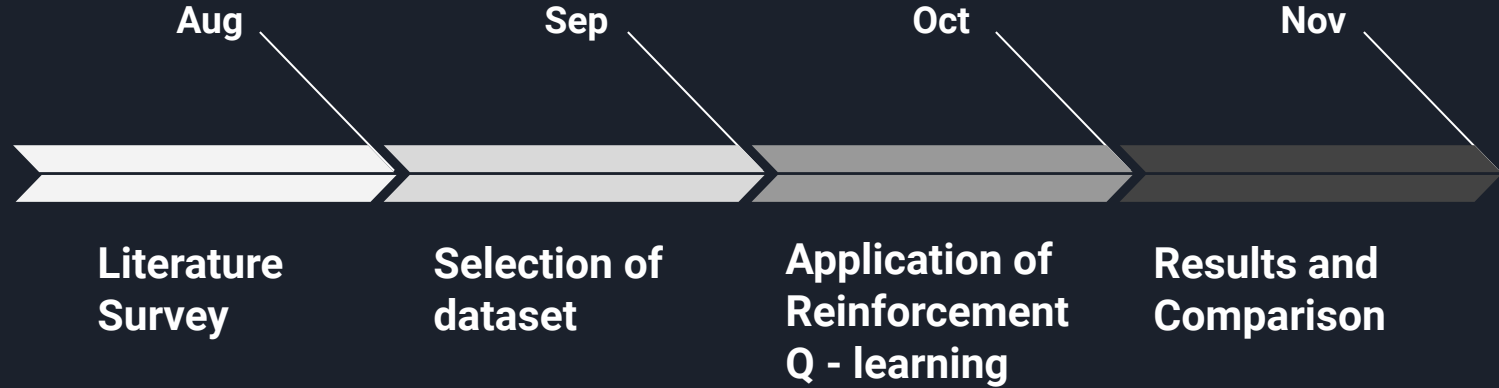 Aug
Sep
Oct
Nov
Literature
Survey
Selection of
dataset
Application of
Reinforcement
Q - learning
Results and
Comparison